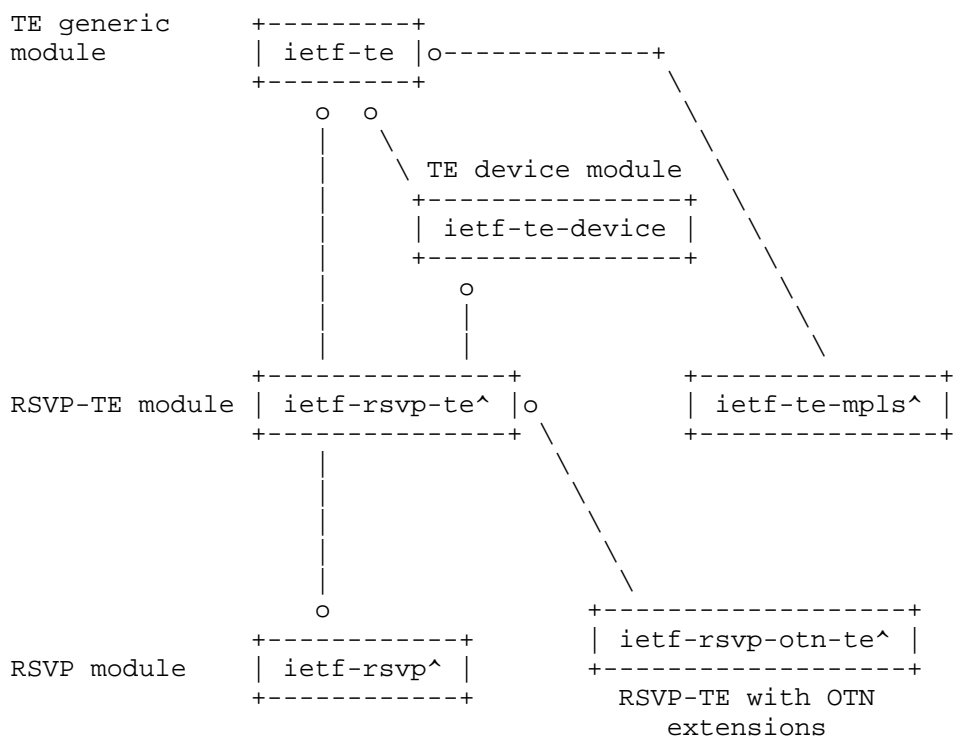 TE generic
module
ietf-te
TE device module
ietf-te-device
RSVP-TE module
ietf-rsvp-te^
ietf-te-mpls^
RSVP module
ietf-rsvp^
ietf-rsvp-otn-te^
RSVP-TE with OTN
extensions